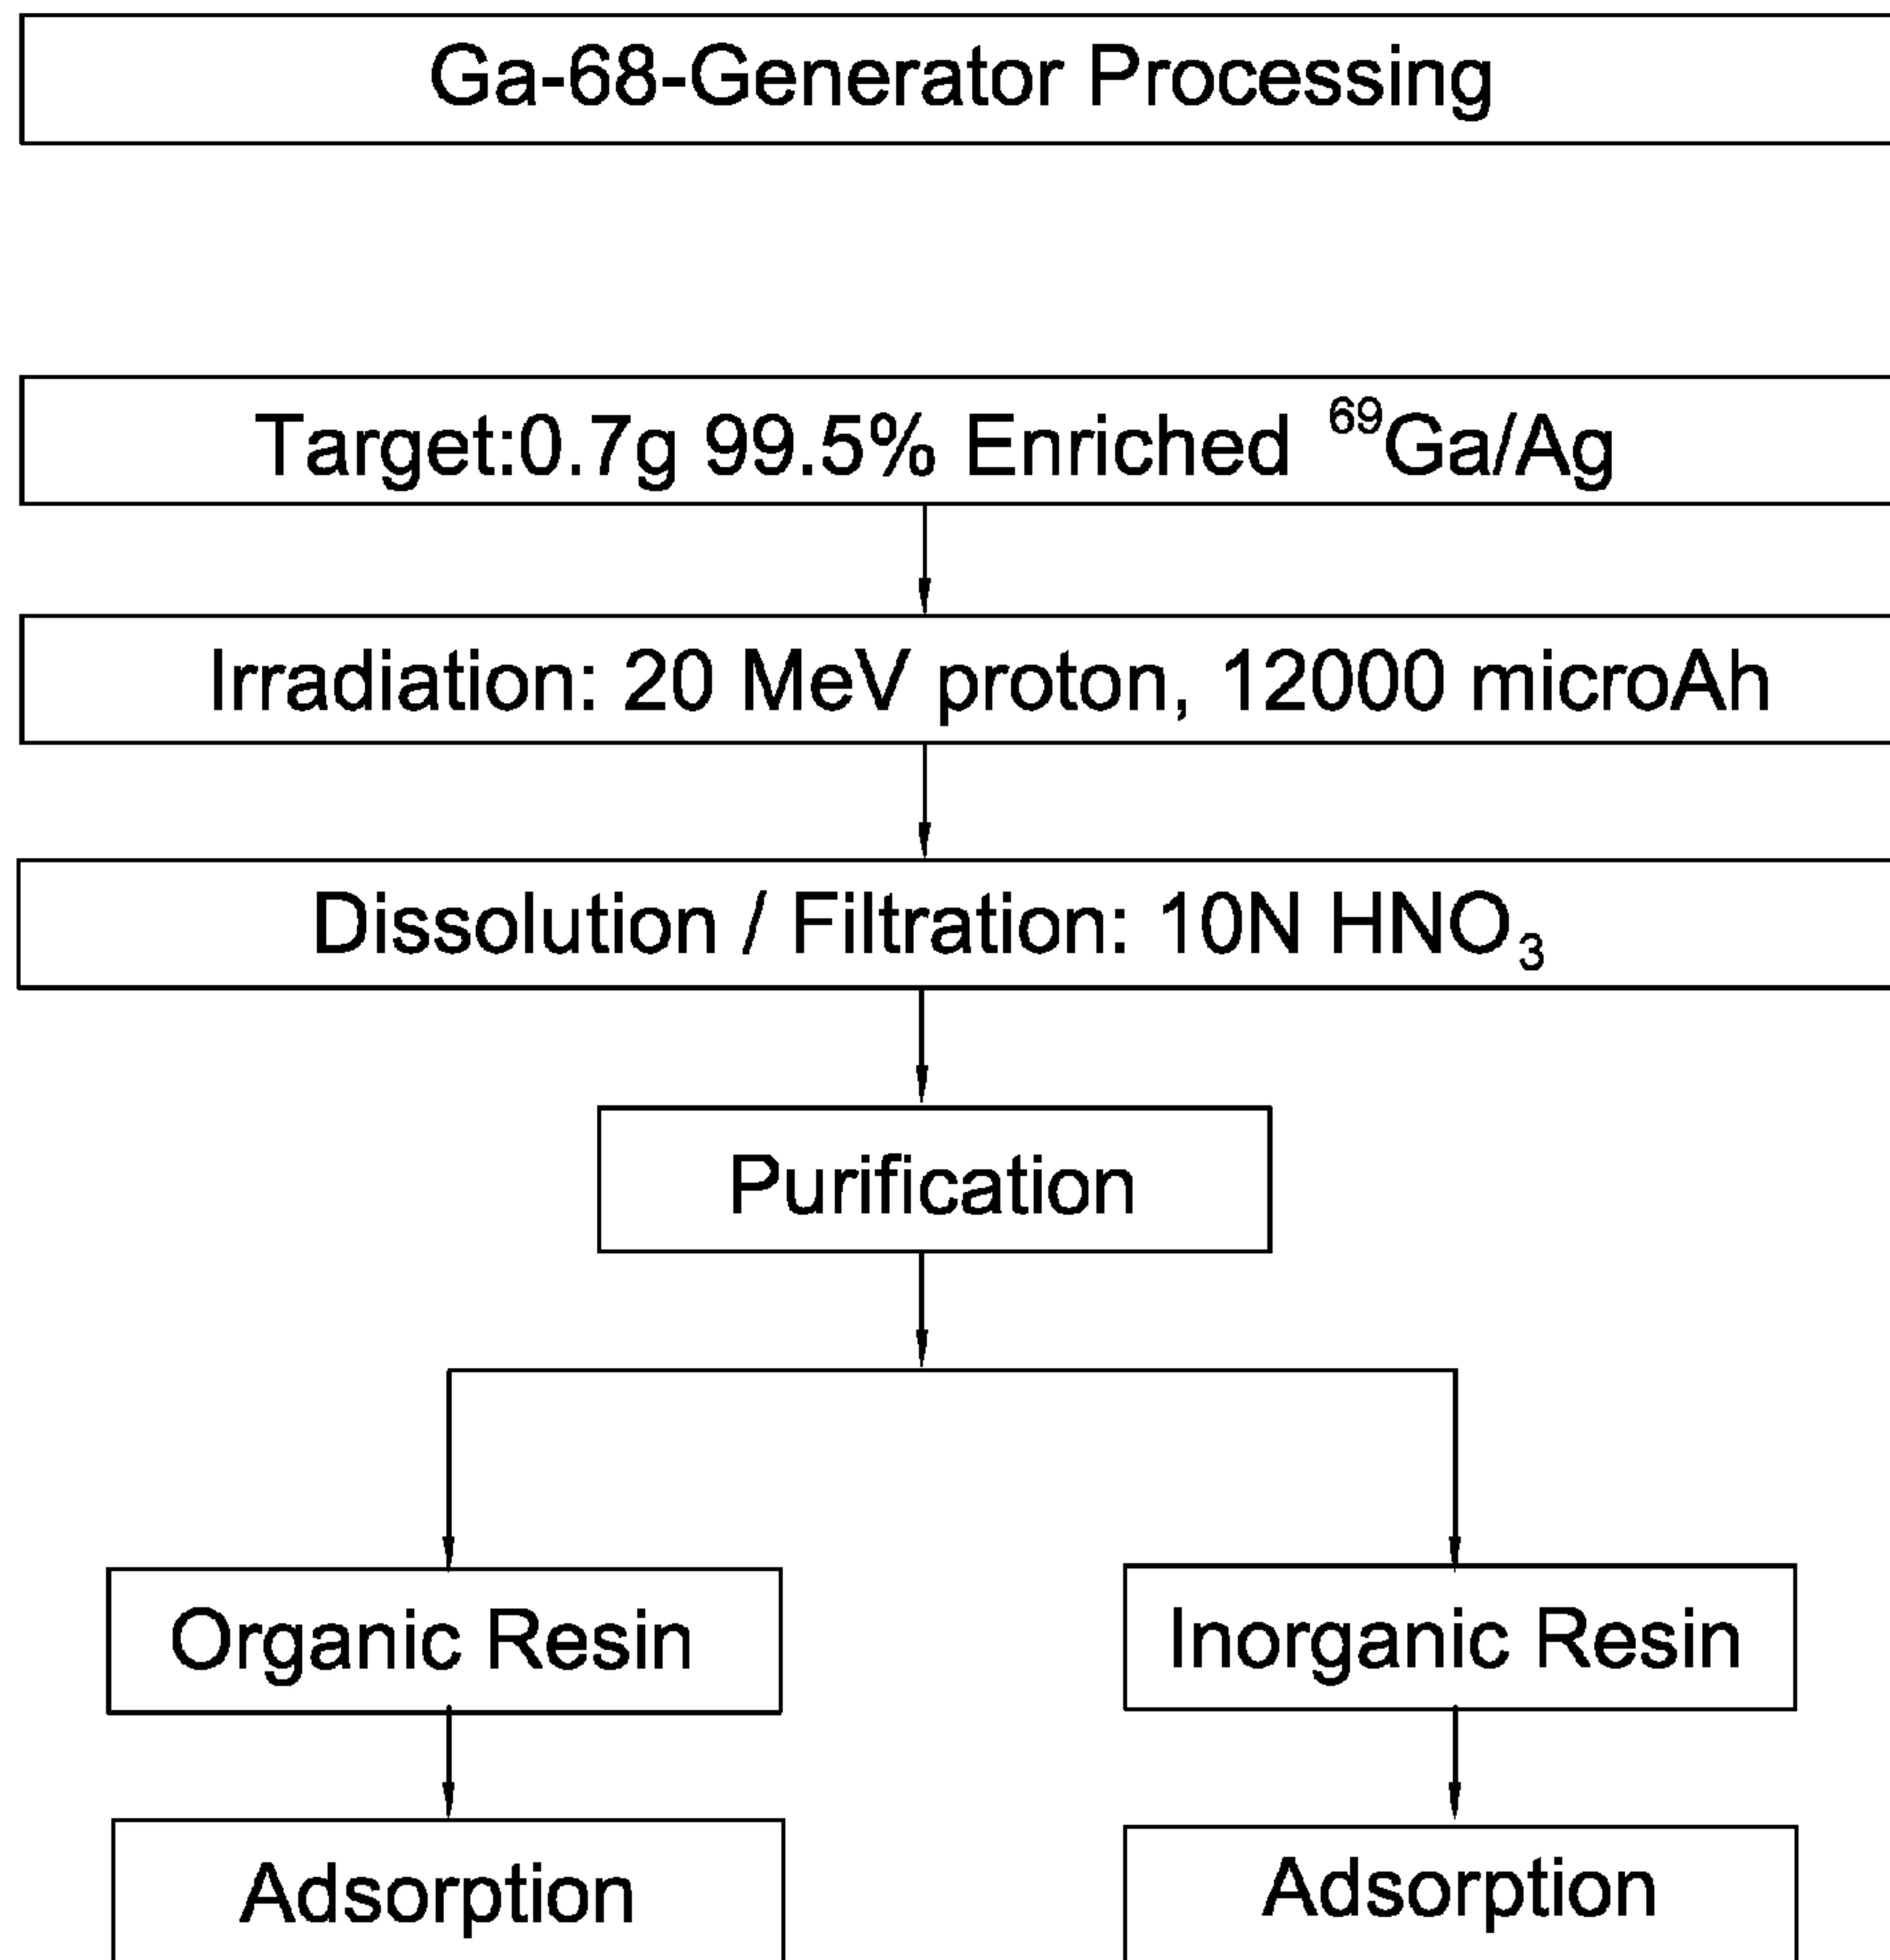 Ga-68-Generator Processing
Target:0.7g 99.5% Enriched ⁶⁹Ga/Ag
Irradiation: 20 MeV proton, 12000 microAh
Dissolution / Filtration: 10N HNO₃
Purification
Organic Resin
Inorganic Resin
Adsorption
Adsorption